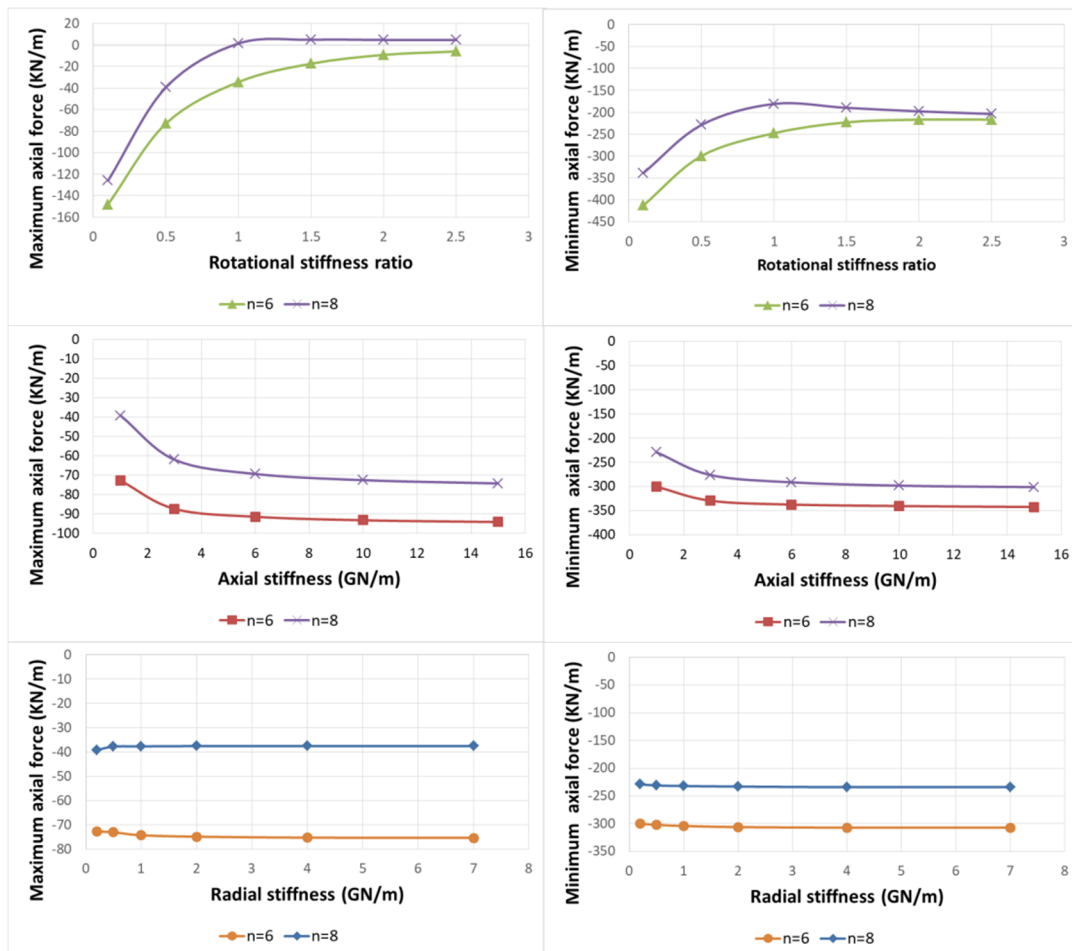 Maximum axial force (KN/m)
20
0
-20
-40
-60
-80
-100
-120
-140
-160
0 0.5 1 1.5 2 2.5 3
Rotational stiffness ratio
n=6 n=8
Minimum axial force (KN/m)
0
-50
-100
-150
-200
-250
-300
-350
-400
-450
0 0.5 1 1.5 2 2.5 3
Rotational stiffness ratio
n=6 n=8
Maximum axial force (KN/m)
0
-10
-20
-30
-40
-50
-60
-70
-80
-90
-100
0 2 4 6 8 10 12 14 16
Axial stiffness (GN/m)
n=6 n=8
Minimum axial force (KN/m)
0
-50
-100
-150
-200
-250
-300
-350
-400
0 2 4 6 8 10 12 14 16
Axial stiffness (GN/m)
n=6 n=8
Maximum axial force (KN/m)
0
-10
-20
-30
-40
-50
-60
-70
-80
0 1 2 3 4 5 6 7 8
Radial stiffness (GN/m)
n=6 n=8
Minimum axial force (KN/m)
0
-50
-100
-150
-200
-250
-300
-350
0 1 2 3 4 5 6 7 8
Radial stiffness (GN/m)
n=6 n=8